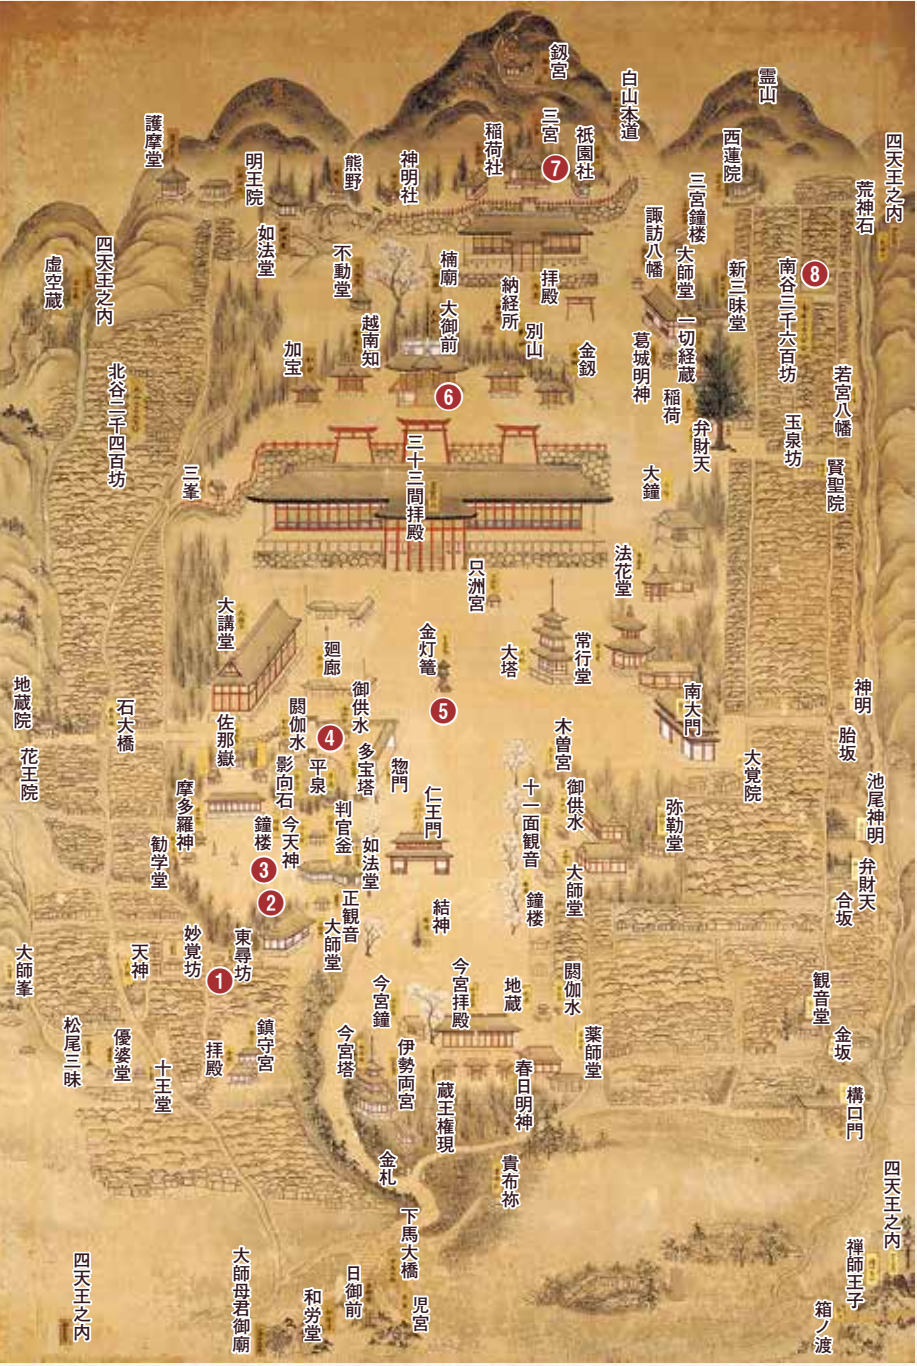 釼宮
白山本道
霊山
三宮
祇園社
稲荷社
7
護摩堂
明王院
熊野
神明社
西蓮院
四天王之内
荒神石
三宮鐘楼
諏訪八幡
大師堂
新三昧堂
南谷三千六百坊
8
如法堂
不動堂
楠廟
拝殿
納経所
四天王之内
虚空蔵
大御前
越南知
加宝
別山
金釼
一切経蔵
葛城明神
稲荷
弁財天
若宮八幡
玉泉坊
賢聖院
北谷二千四百坊
6
三十三間拝殿
三峯
大鐘
只洲宮
法花堂
大講堂
廻廊
金灯籠
大塔
常行堂
5
南大門
神明
胎坂
地蔵院
花王院
石大橋
佐那嶽
閼伽水
御供水
4
影向石
平泉
多宝塔
惣門
木曽宮
御供水
十一面観音
大覚院
弥勒堂
池尾神明
弁財天
合坂
摩多羅神
勧学堂
鐘楼
今天神
判官釜
如法堂
仁王門
3
2
正観音
大師堂
結神
鐘楼
大師堂
大師峯
天神
妙覚坊
東尋坊
1
今宮鐘
今宮拝殿
地蔵
閼伽水
観音堂
金坂
松尾三昧
優婆堂
十王堂
拝殿
鎮守宮
今宮塔
伊勢両宮
蔵王権現
春日明神
薬師堂
構口門
金札
貴布祢
下馬大橋
四天王之内
禅師王子
箱ノ渡
四天王之内
大師母君御廟
和労堂
日御前
児宮